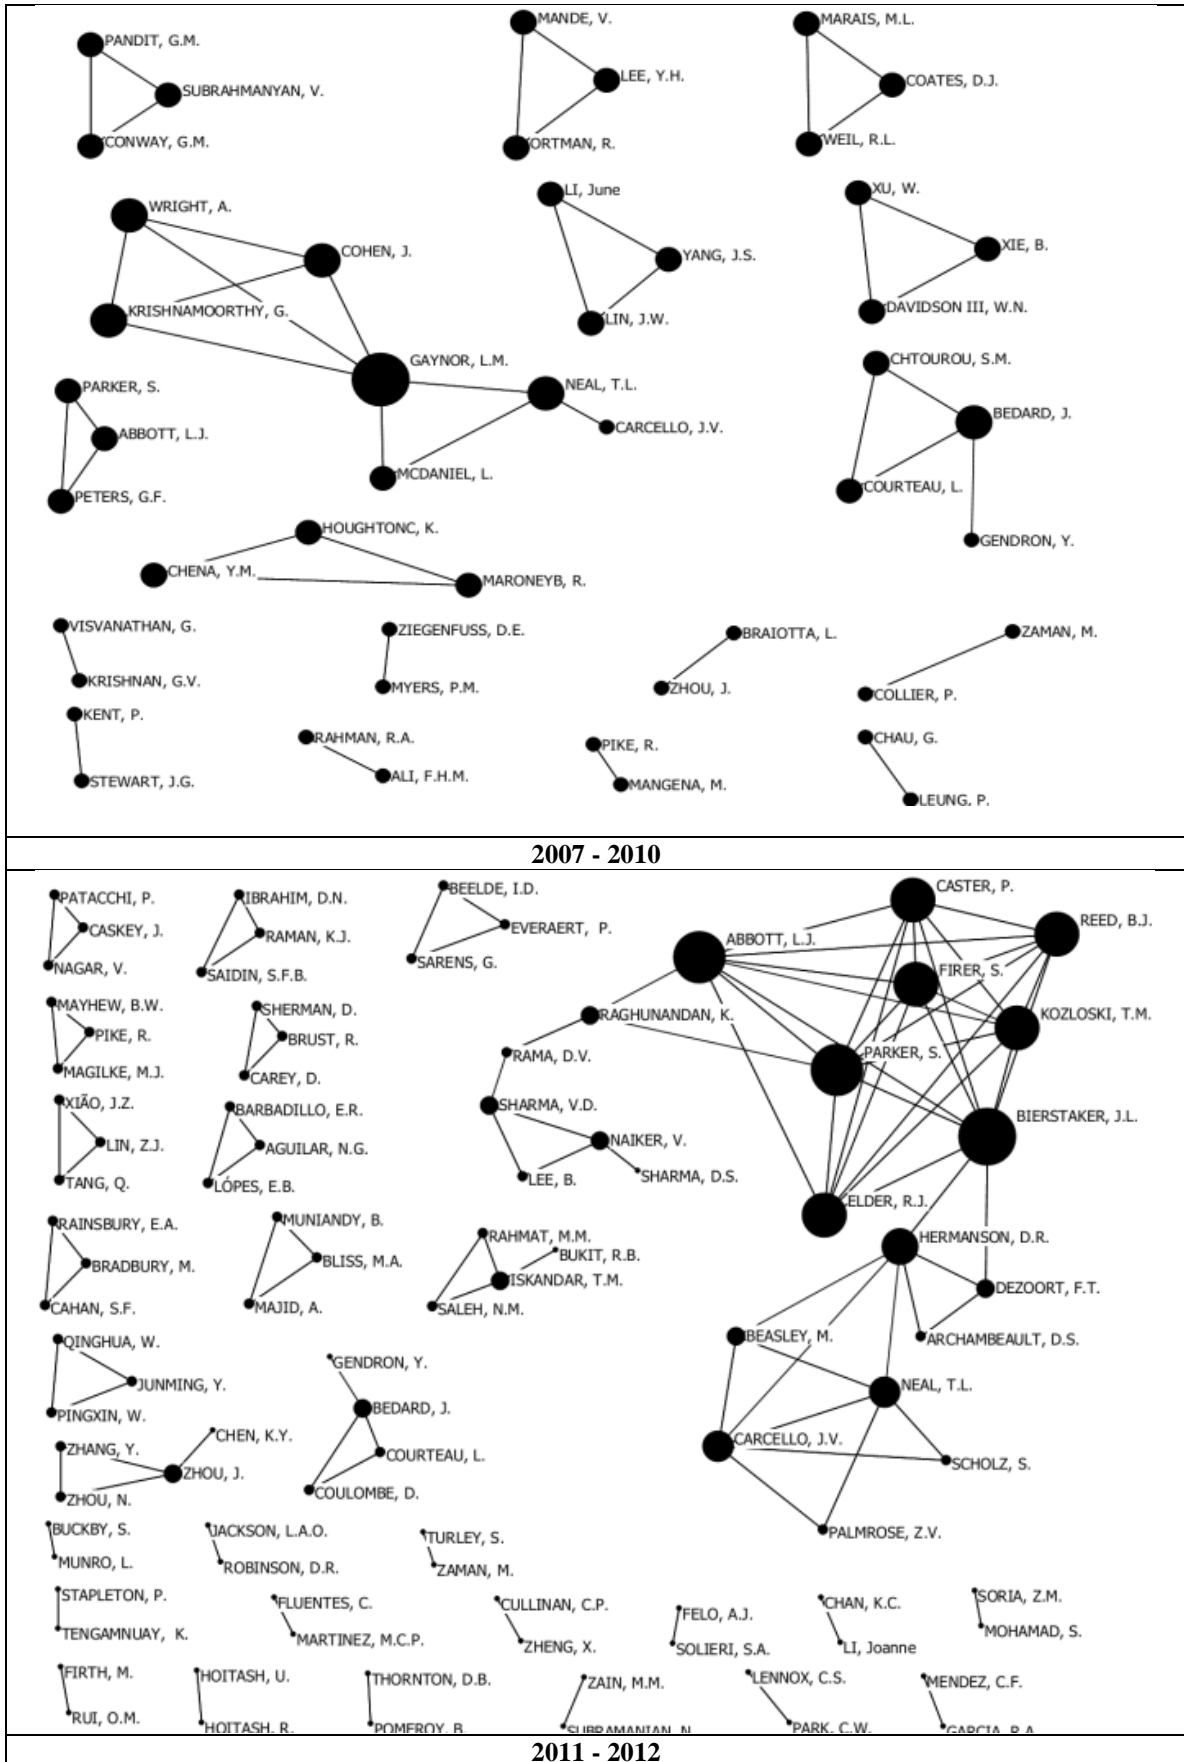 PANDIT, G.M.
SUBRAHMANYAN, V.
CONWAY, G.M.
MANDE, V.
LEE, Y.H.
ORTMAN, R.
MARAIS, M.L.
COATES, D.J.
WEIL, R.L.
WRIGHT, A.
COHEN, J.
KRISHNAMOORTHY, G.
GAYNOR, L.M.
NEAL, T.L.
CARCELLO, J.V.
MCDANIEL, L.
LI, June
YANG, J.S.
LIN, J.W.
XU, W.
XIE, B.
DAVIDSON III, W.N.
PARKER, S.
ABBOTT, L.J.
PETERS, G.F.
CHTOUROU, S.M.
BEDARD, J.
COURTEAU, L.
GENDRON, Y.
HOUGHTONC, K.
CHENA, Y.M.
MARONEYB, R.
VISVANATHAN, G.
KRISHNAN, G.V.
ZIEGENFUSS, D.E.
MYERS, P.M.
BRAIOTTA, L.
ZHOU, J.
ZAMAN, M.
COLLIER, P.
KENT, P.
STEWART, J.G.
RAHMAN, R.A.
ALI, F.H.M.
PIKE, R.
MANGENA, M.
CHAU, G.
LEUNG, P.
2007 - 2010
PATACCHI, P.
CASKEY, J.
NAGAR, V.
IBRAHIM, D.N.
RAMAN, K.J.
SAIDIN, S.F.B.
BEELDE, I.D.
EVERAERT, P.
SARENS, G.
CASTER, P.
REED, B.J.
ABBOTT, L.J.
FIRER, S.
KOZLOSKI, T.M.
RAGHUNANDAN, K.
PARKER, S.
RAMA, D.V.
BIERSTAKER, J.L.
SHARMA, V.D.
NAIKER, V.
LEE, B.
SHARMA, D.S.
ELDER, R.J.
HERMANSON, D.R.
DEZOORT, F.T.
BEASLEY, M.
ARCHAMBEAULT, D.S.
NEAL, T.L.
CARCELLO, J.V.
SCHOLZ, S.
PALMROSE, Z.V.
MAYHEW, B.W.
PIKE, R.
MAGILKE, M.J.
SHERMAN, D.
BRUST, R.
CAREY, D.
XIÃO, J.Z.
LIN, Z.J.
TANG, Q.
BARBADILLO, E.R.
AGUILAR, N.G.
LÓPES, E.B.
RAINSBURY, E.A.
BRADBURY, M.
CAHAN, S.F.
MUNIANDY, B.
BLISS, M.A.
MAJID, A.
RAHMAT, M.M.
BUKIT, R.B.
ISKANDAR, T.M.
SALEH, N.M.
QINGHUA, W.
JUNMING, Y.
PINGXIN, W.
GENDRON, Y.
BEDARD, J.
COURTEAU, L.
COULOMBE, D.
CHEN, K.Y.
ZHANG, Y.
ZHOU, J.
ZHOU, N.
BUCKBY, S.
MUNRO, L.
JACKSON, L.A.O.
ROBINSON, D.R.
TURLEY, S.
ZAMAN, M.
STAPLETON, P.
TENGAMNUAY, K.
FLUENTES, C.
MARTINEZ, M.C.P.
CULLINAN, C.P.
ZHENG, X.
FELO, A.J.
SOLIERI, S.A.
CHAN, K.C.
LI, Joanne
SORIA, Z.M.
MOHAMAD, S.
FIRTH, M.
RUI, O.M.
HOITASH, U.
HOITASH, R.
THORNTON, D.B.
POMEROY, B.
ZAIN, M.M.
SUBRAMANIAN, N.
LENNOX, C.S.
PARK, C.W.
MENDEZ, C.F.
GARCIA, R.A.
2011 - 2012